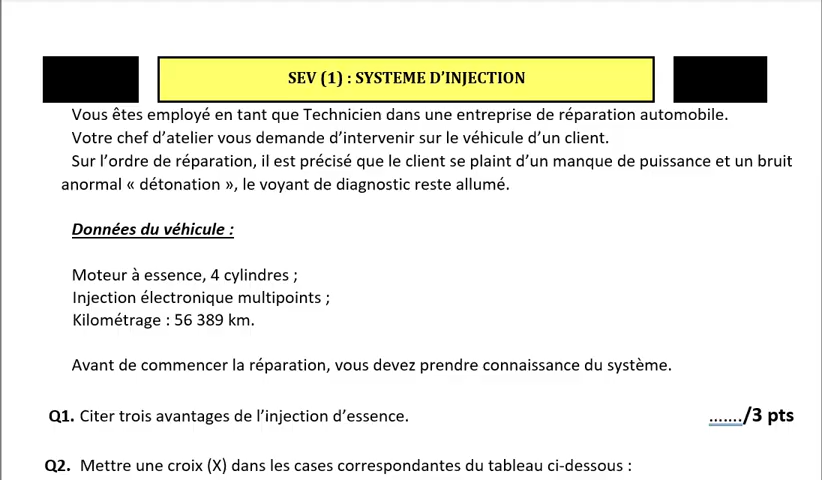 SEV (1) : SYSTEME D'INJECTION
Vous êtes employé en tant que Technicien dans une entreprise de réparation automobile.
Votre chef d'atelier vous demande d'intervenir sur le véhicule d'un client.
Sur l'ordre de réparation, il est précisé que le client se plaint d'un manque de puissance et un bruit
anormal « détonation », le voyant de diagnostic reste allumé.
Données du véhicule :
Moteur à essence, 4 cylindres ;
Injection électronique multipoints ;
Kilométrage : 56 389 km.
Avant de commencer la réparation, vous devez prendre connaissance du système.
Q1. Citer trois avantages de l'injection d'essence. ......./3 pts
Q2. Mettre une croix (X) dans les cases correspondantes du tableau ci-dessous :